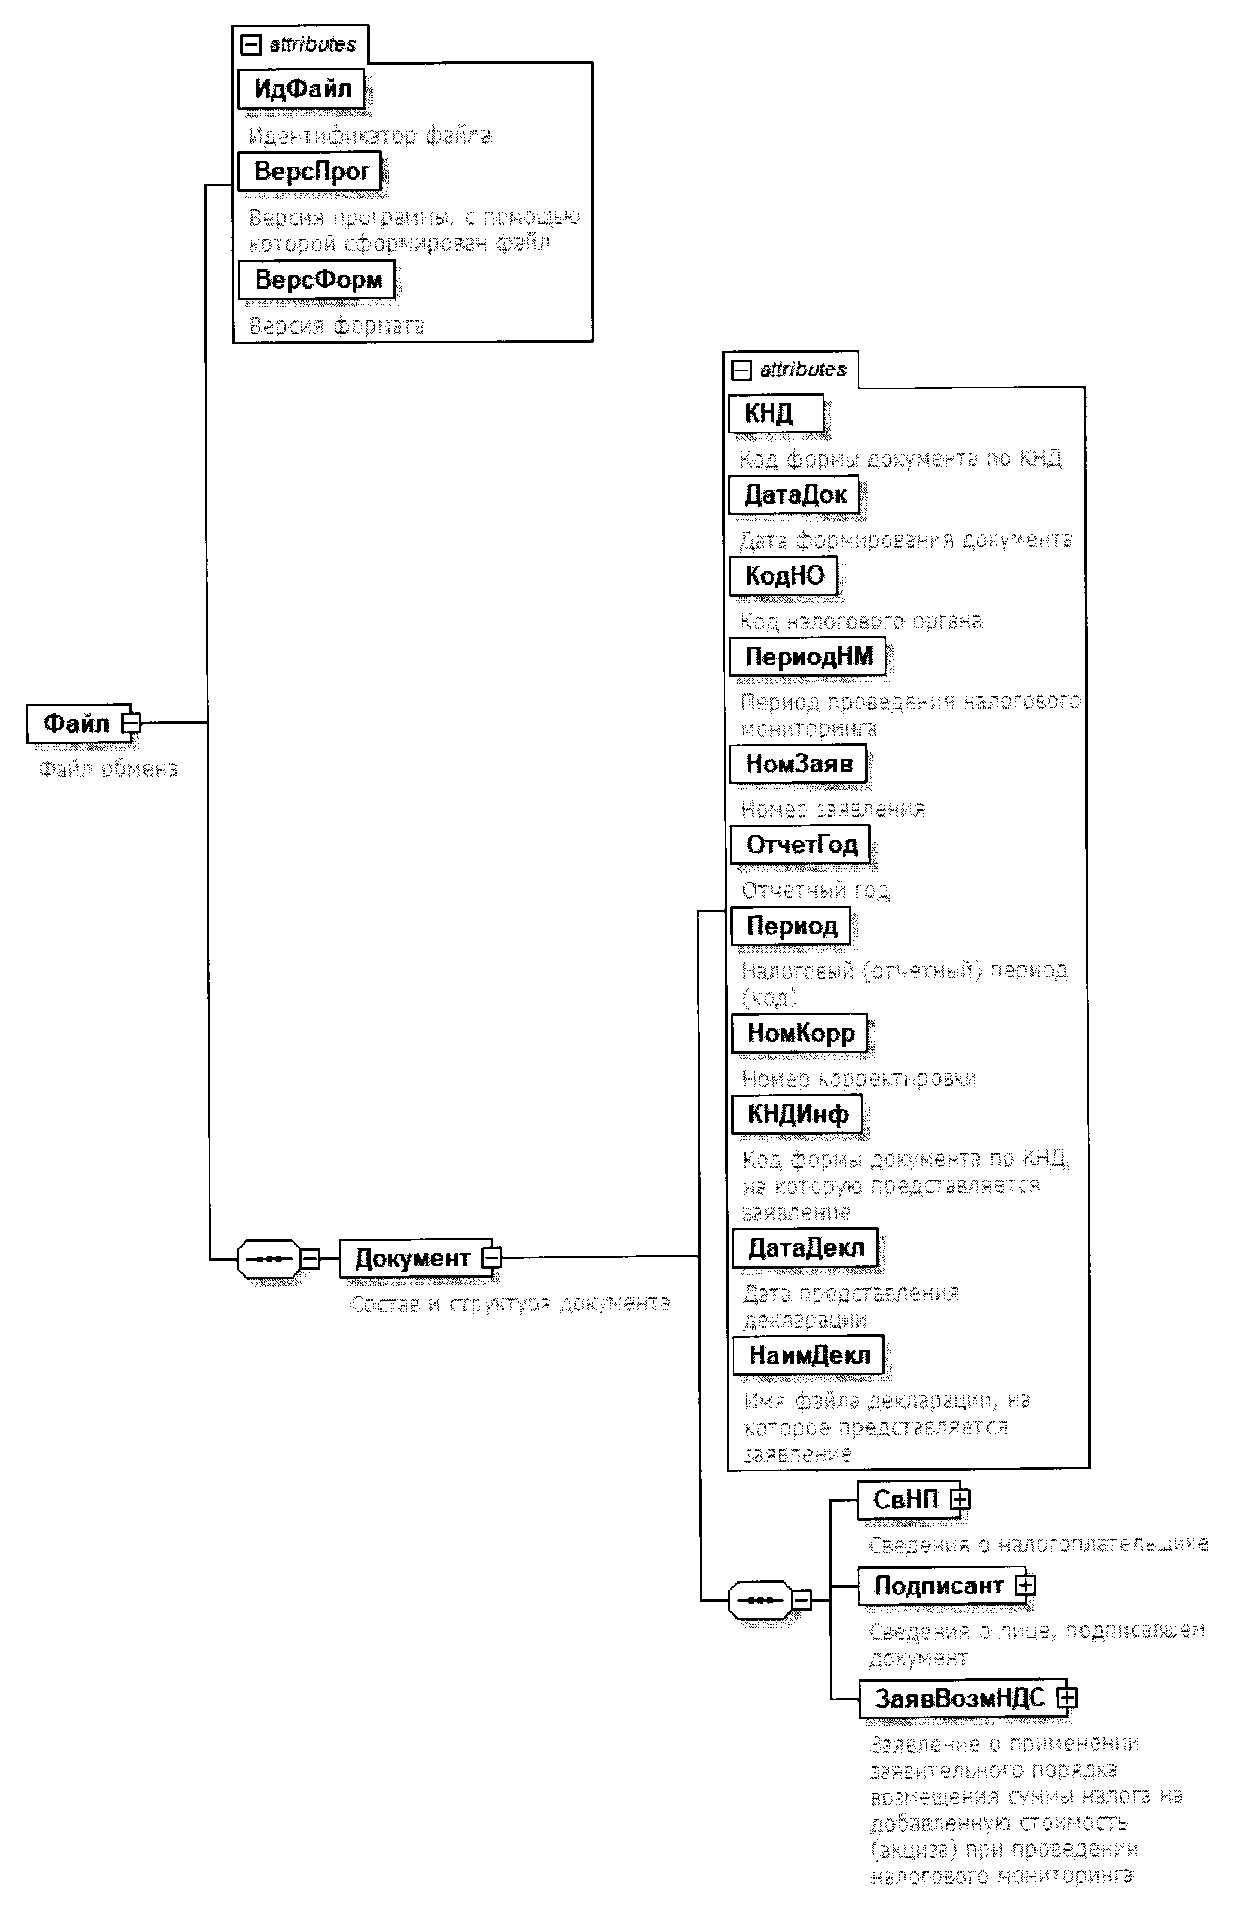 attributes
ИдФайл
Идентификатор файла
ВерсПрог
Версия программы, с помощью
которой сформирован файл
ВерсФорм
Версия формата
attributes
КНД
Код формы документа по КНД
ДатаДок
Дата формирования документа
КодНО
Код налогового органа
ПериодНМ
Период проведения налогового
мониторинга
НомЗаяв
Номер заявления
ОтчетГод
Отчетный год
Период
Налоговый (отчетный) период
(код)
НомКорр
Номер корректировки
КНДИнф
Код формы документа по КНД,
на которую представляется
заявление
ДатаДекл
Дата представления
декларации
НаимДекл
Имя файла декларации, на
которое представляется
заявление
Файл
Файл обмена
Документ
Состав и структура документа
СвНП
Сведения о налогоплательщике
Подписант
Сведения о лице, подписавшем
документ
ЗаявВозмНДС
Заявление о применении
заявительного порядка
возмещения суммы налога на
добавленную стоимость
(акциза) при проведении
налогового мониторинга